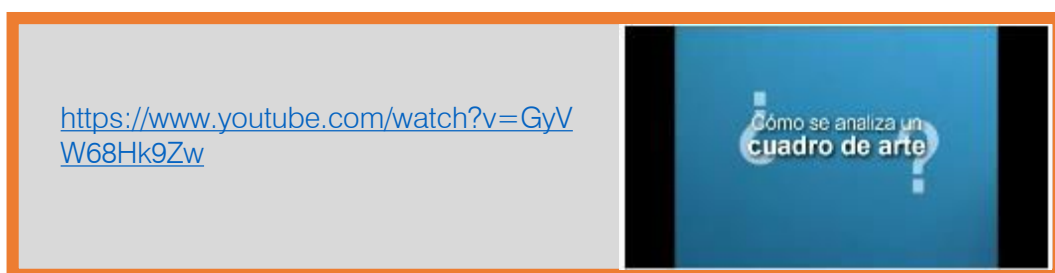 https://www.youtube.com/watch?v=GyV
W68Hk9Zw
¿Cómo se analiza un
cuadro de arte?